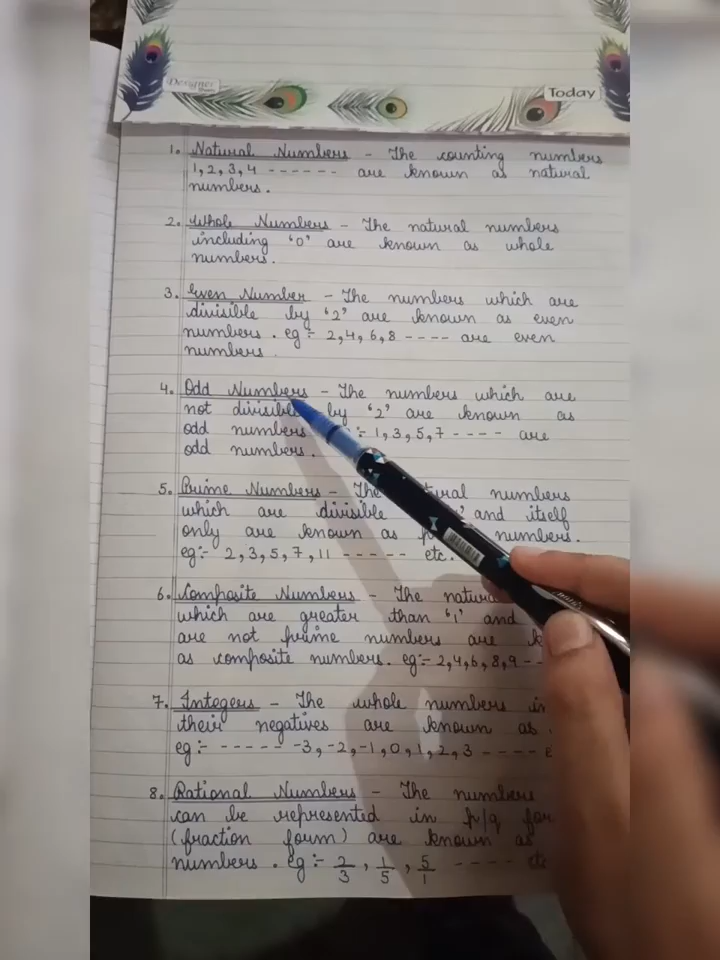 Designer
Today
1. Natural Numbers - The counting numbers
1, 2, 3, 4 ------ are known as natural
numbers.
2. Whole Numbers - The natural numbers
including '0' are known as whole
numbers.
3. Even Number - The numbers which are
divisible by '2' are known as even
numbers. eg :- 2, 4, 6, 8 ---- are even
numbers.
4. Odd Numbers - The numbers which are
not divisible by '2' are known as
odd numbers :- 1, 3, 5, 7 ---- are
odd numbers.
5. Prime Numbers - The natural numbers
which are divisible and itself
only are known as numbers.
eg :- 2, 3, 5, 7, 11 ----- etc.
6. Composite Numbers - The
which are greater than '1' and
are not prime numbers are
as composite numbers. eg :- 2, 4, 6, 8, 9 --
7. Integers - The whole numbers
their negatives are known as
eg :- ----- -3, -2, -1, 0, 1, 2, 3 ----
8. Rational Numbers - The numbers
can be represented in p/q
(fraction form) are known as
numbers. eg :- 2/3, 1/5, 5/1 ---- etc